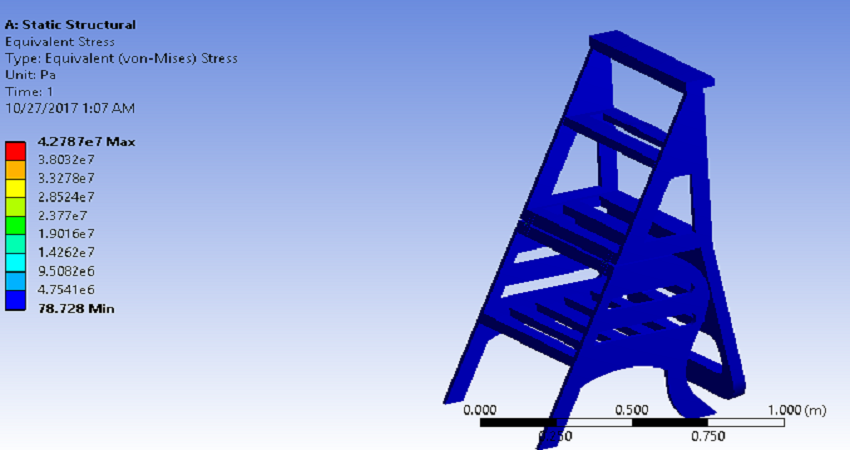 A: Static Structural
Equivalent Stress
Type: Equivalent (von-Mises) Stress
Unit: Pa
Time: 1
10/27/2017 1:07 AM
4.2787e7 Max
3.8032e7
3.3278e7
2.8524e7
2.377e7
1.9016e7
1.4262e7
9.5082e6
4.7541e6
78.728 Min
0.000 0.500 1.000 (m)
0.250 0.750